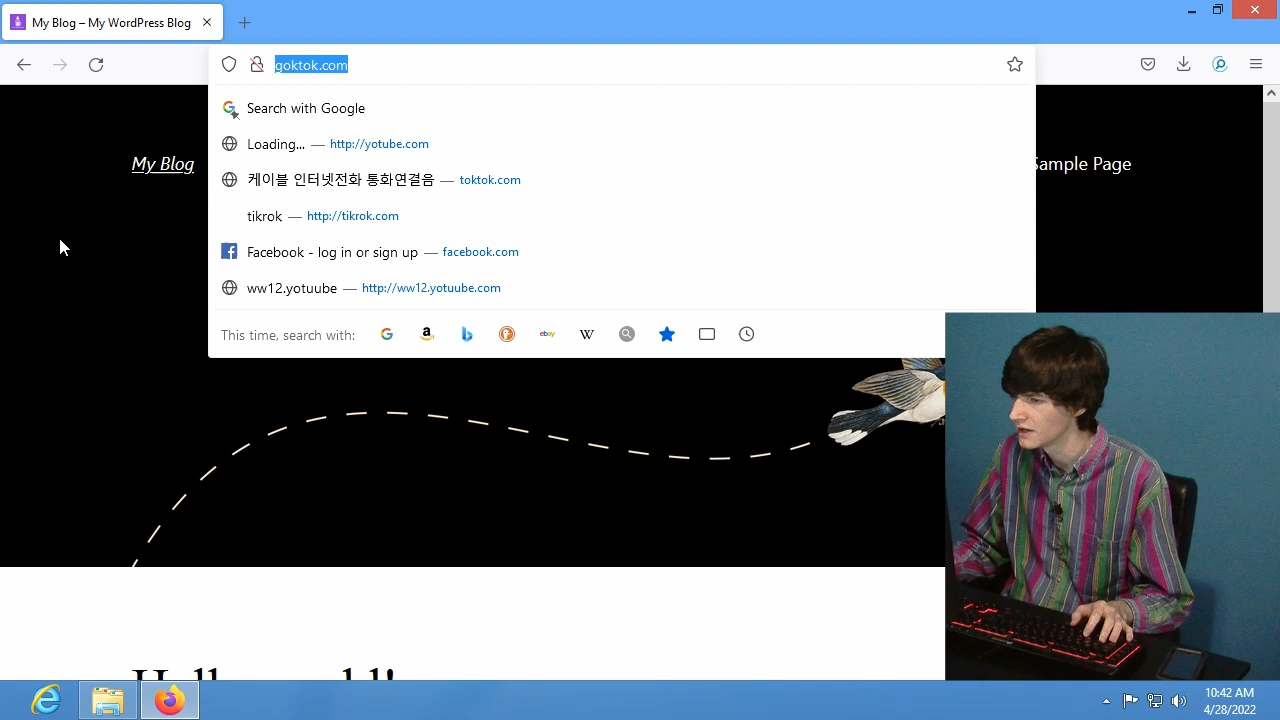 My Blog – My WordPress Blog
goktok.com
Search with Google
Loading... — http://yotube.com
케이블 인터넷전화 통화연결음 — toktok.com
tikrok — http://tikrok.com
Facebook - log in or sign up — facebook.com
ww12.yotuube — http://ww12.yotuube.com
This time, search with:
My Blog
Sample Page
10:42 AM
4/28/2022